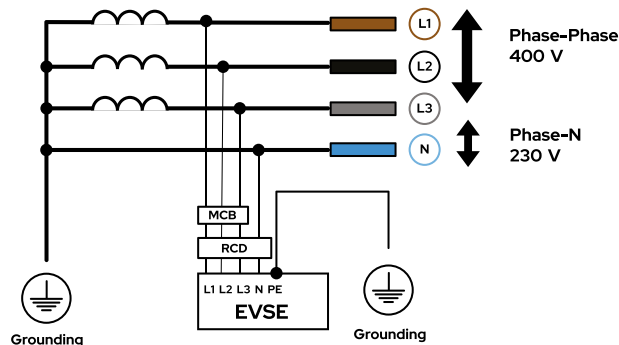 L1
Phase-Phase
400 V
L2
L3
Phase-N
230 V
N
MCB
RCD
L1 L2 L3 N PE
EVSE
Grounding
Grounding